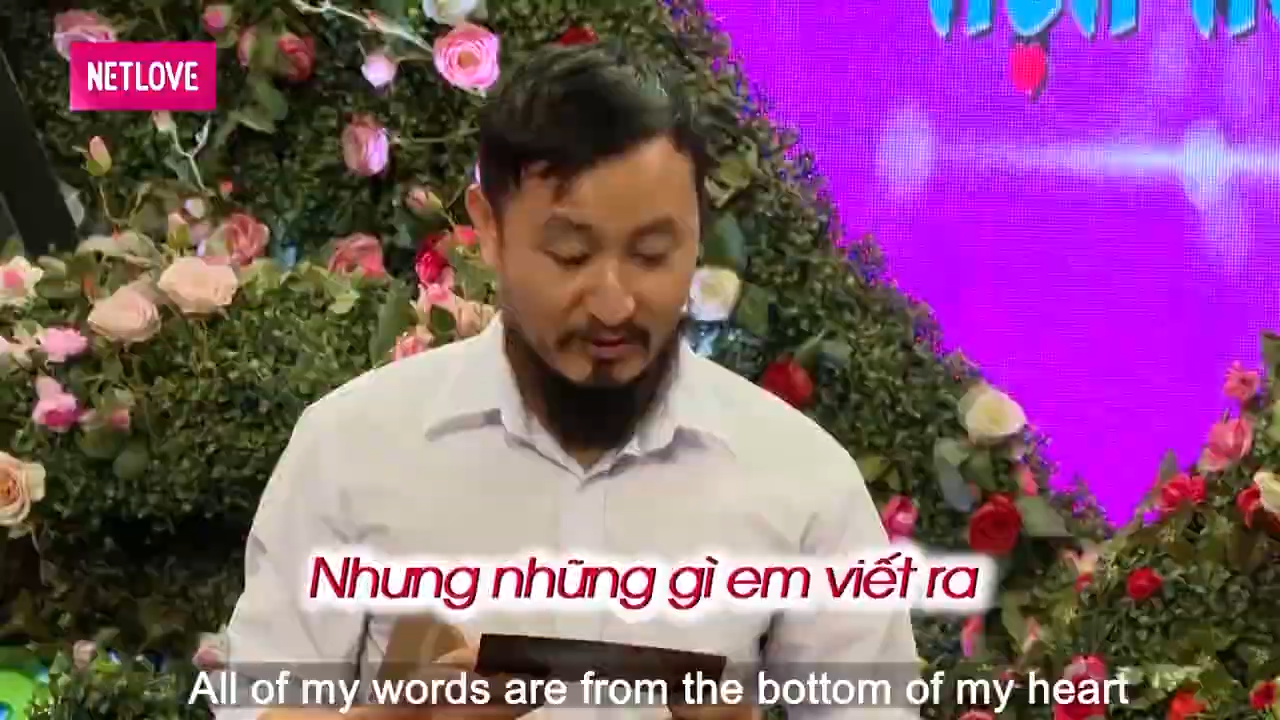 NETLOVE
Nhưng những gì em viết ra
All of my words are from the bottom of my heart